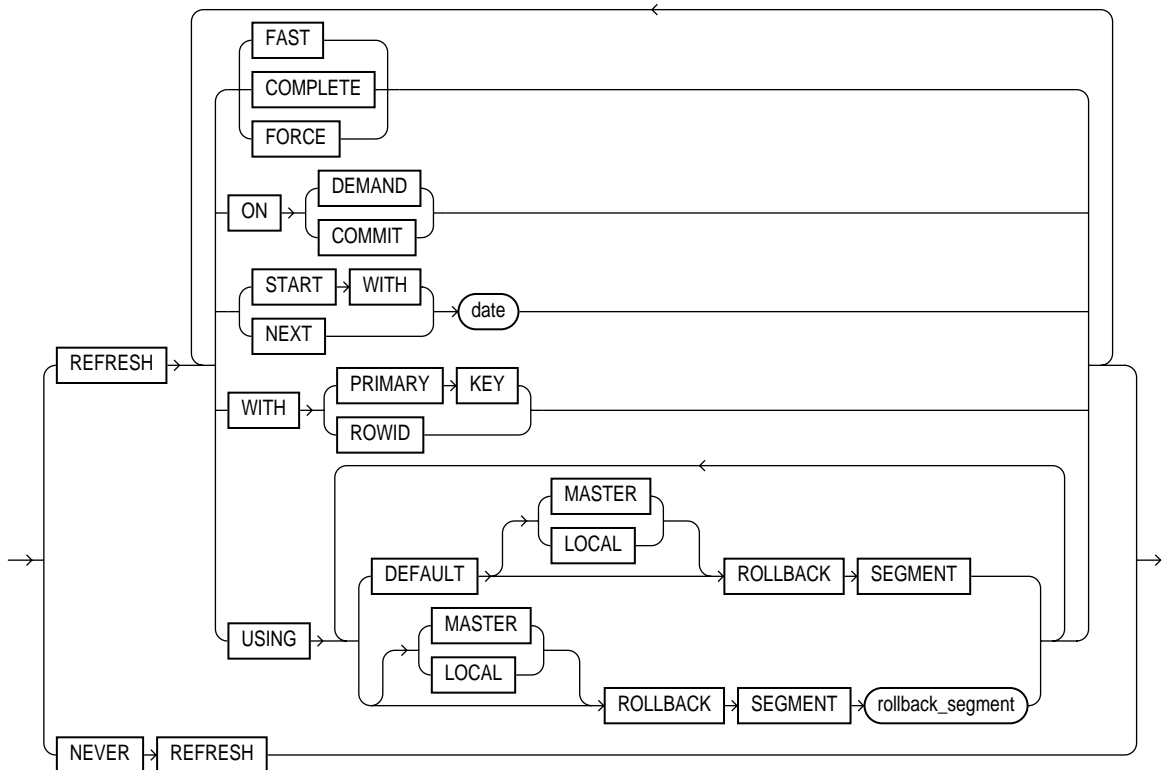 FAST
COMPLETE
FORCE
ON DEMAND
COMMIT
START WITH
NEXT date
REFRESH
PRIMARY KEY
WITH
ROWID
MASTER
LOCAL
DEFAULT ROLLBACK SEGMENT
USING
MASTER
LOCAL
ROLLBACK SEGMENT rollback_segment
NEVER REFRESH